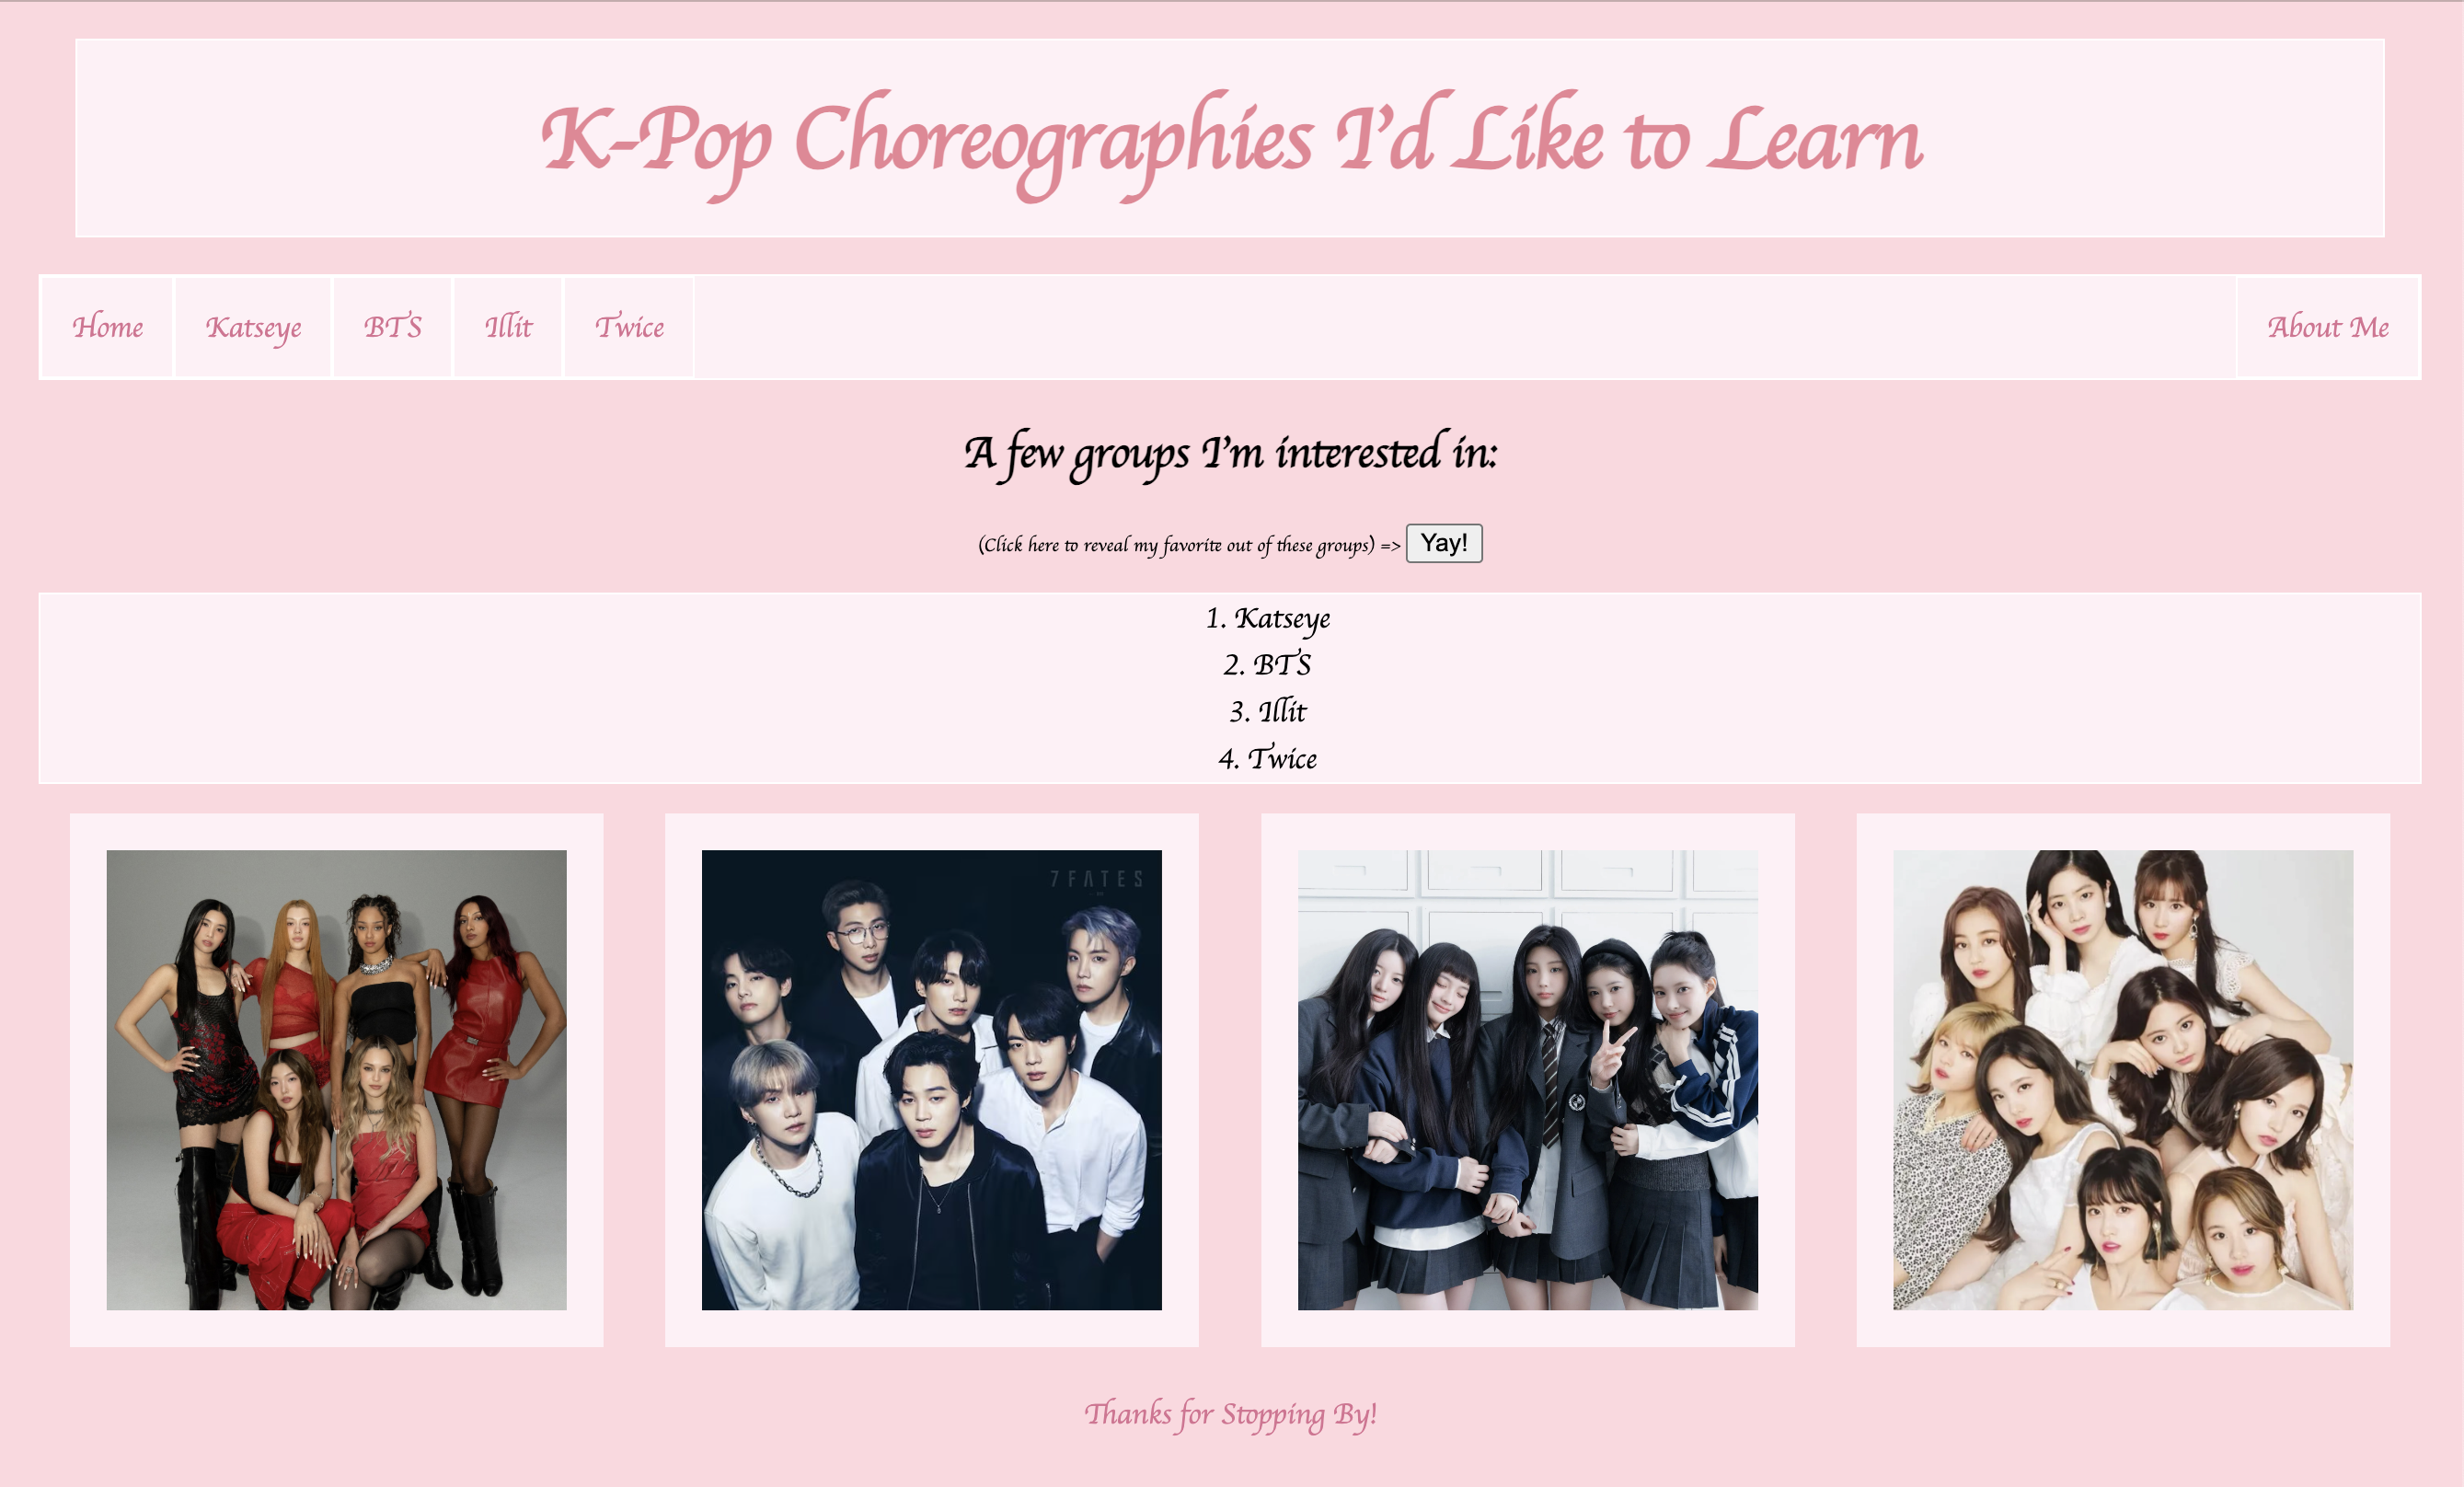 K-Pop Choreographies I'd Like to Learn
Home Katseye BTS Illit Twice About Me
A few groups I'm interested in:
(Click here to reveal my favorite out of these groups) => Yay!
1. Katseye
2. BTS
3. Illit
4. Twice
7FATES
Thanks for Stopping By!